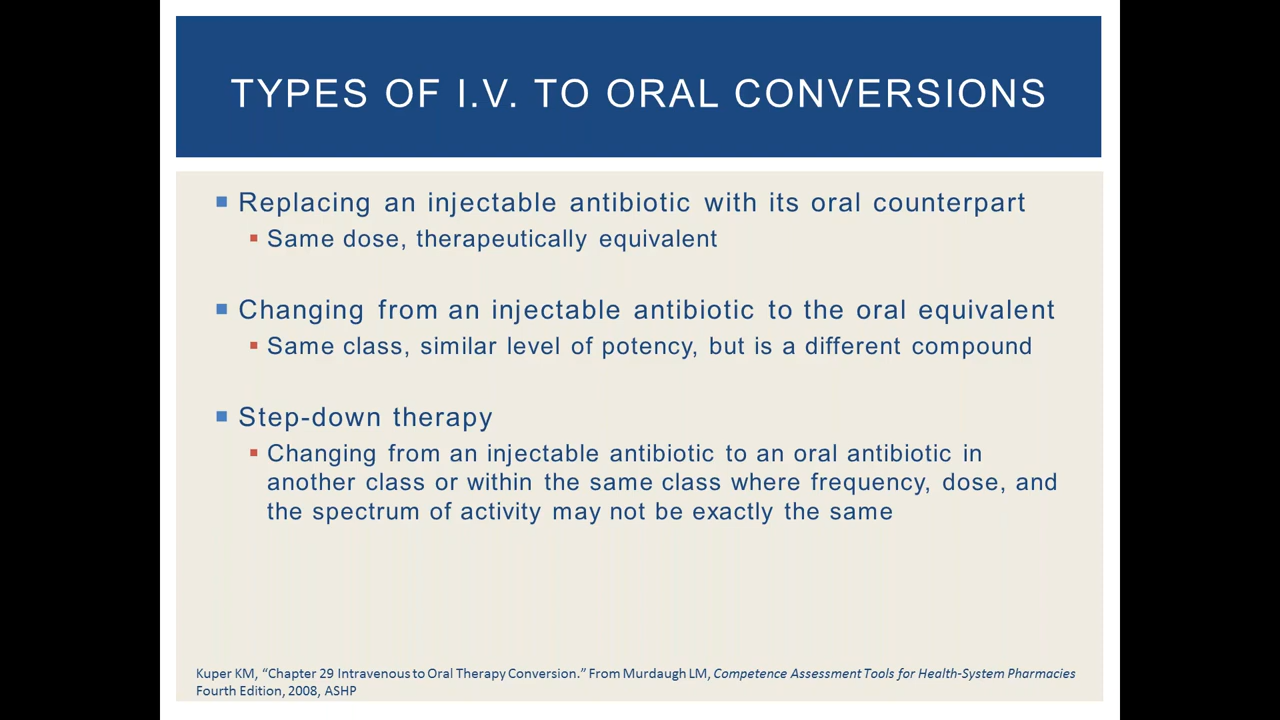 TYPES OF I.V. TO ORAL CONVERSIONS
Replacing an injectable antibiotic with its oral counterpart
Same dose, therapeutically equivalent
Changing from an injectable antibiotic to the oral equivalent
Same class, similar level of potency, but is a different compound
Step-down therapy
Changing from an injectable antibiotic to an oral antibiotic in
another class or within the same class where frequency, dose, and
the spectrum of activity may not be exactly the same
Kuper KM, “Chapter 29 Intravenous to Oral Therapy Conversion.” From Murdaugh LM, Competence Assessment Tools for Health-System Pharmacies
Fourth Edition, 2008, ASHP